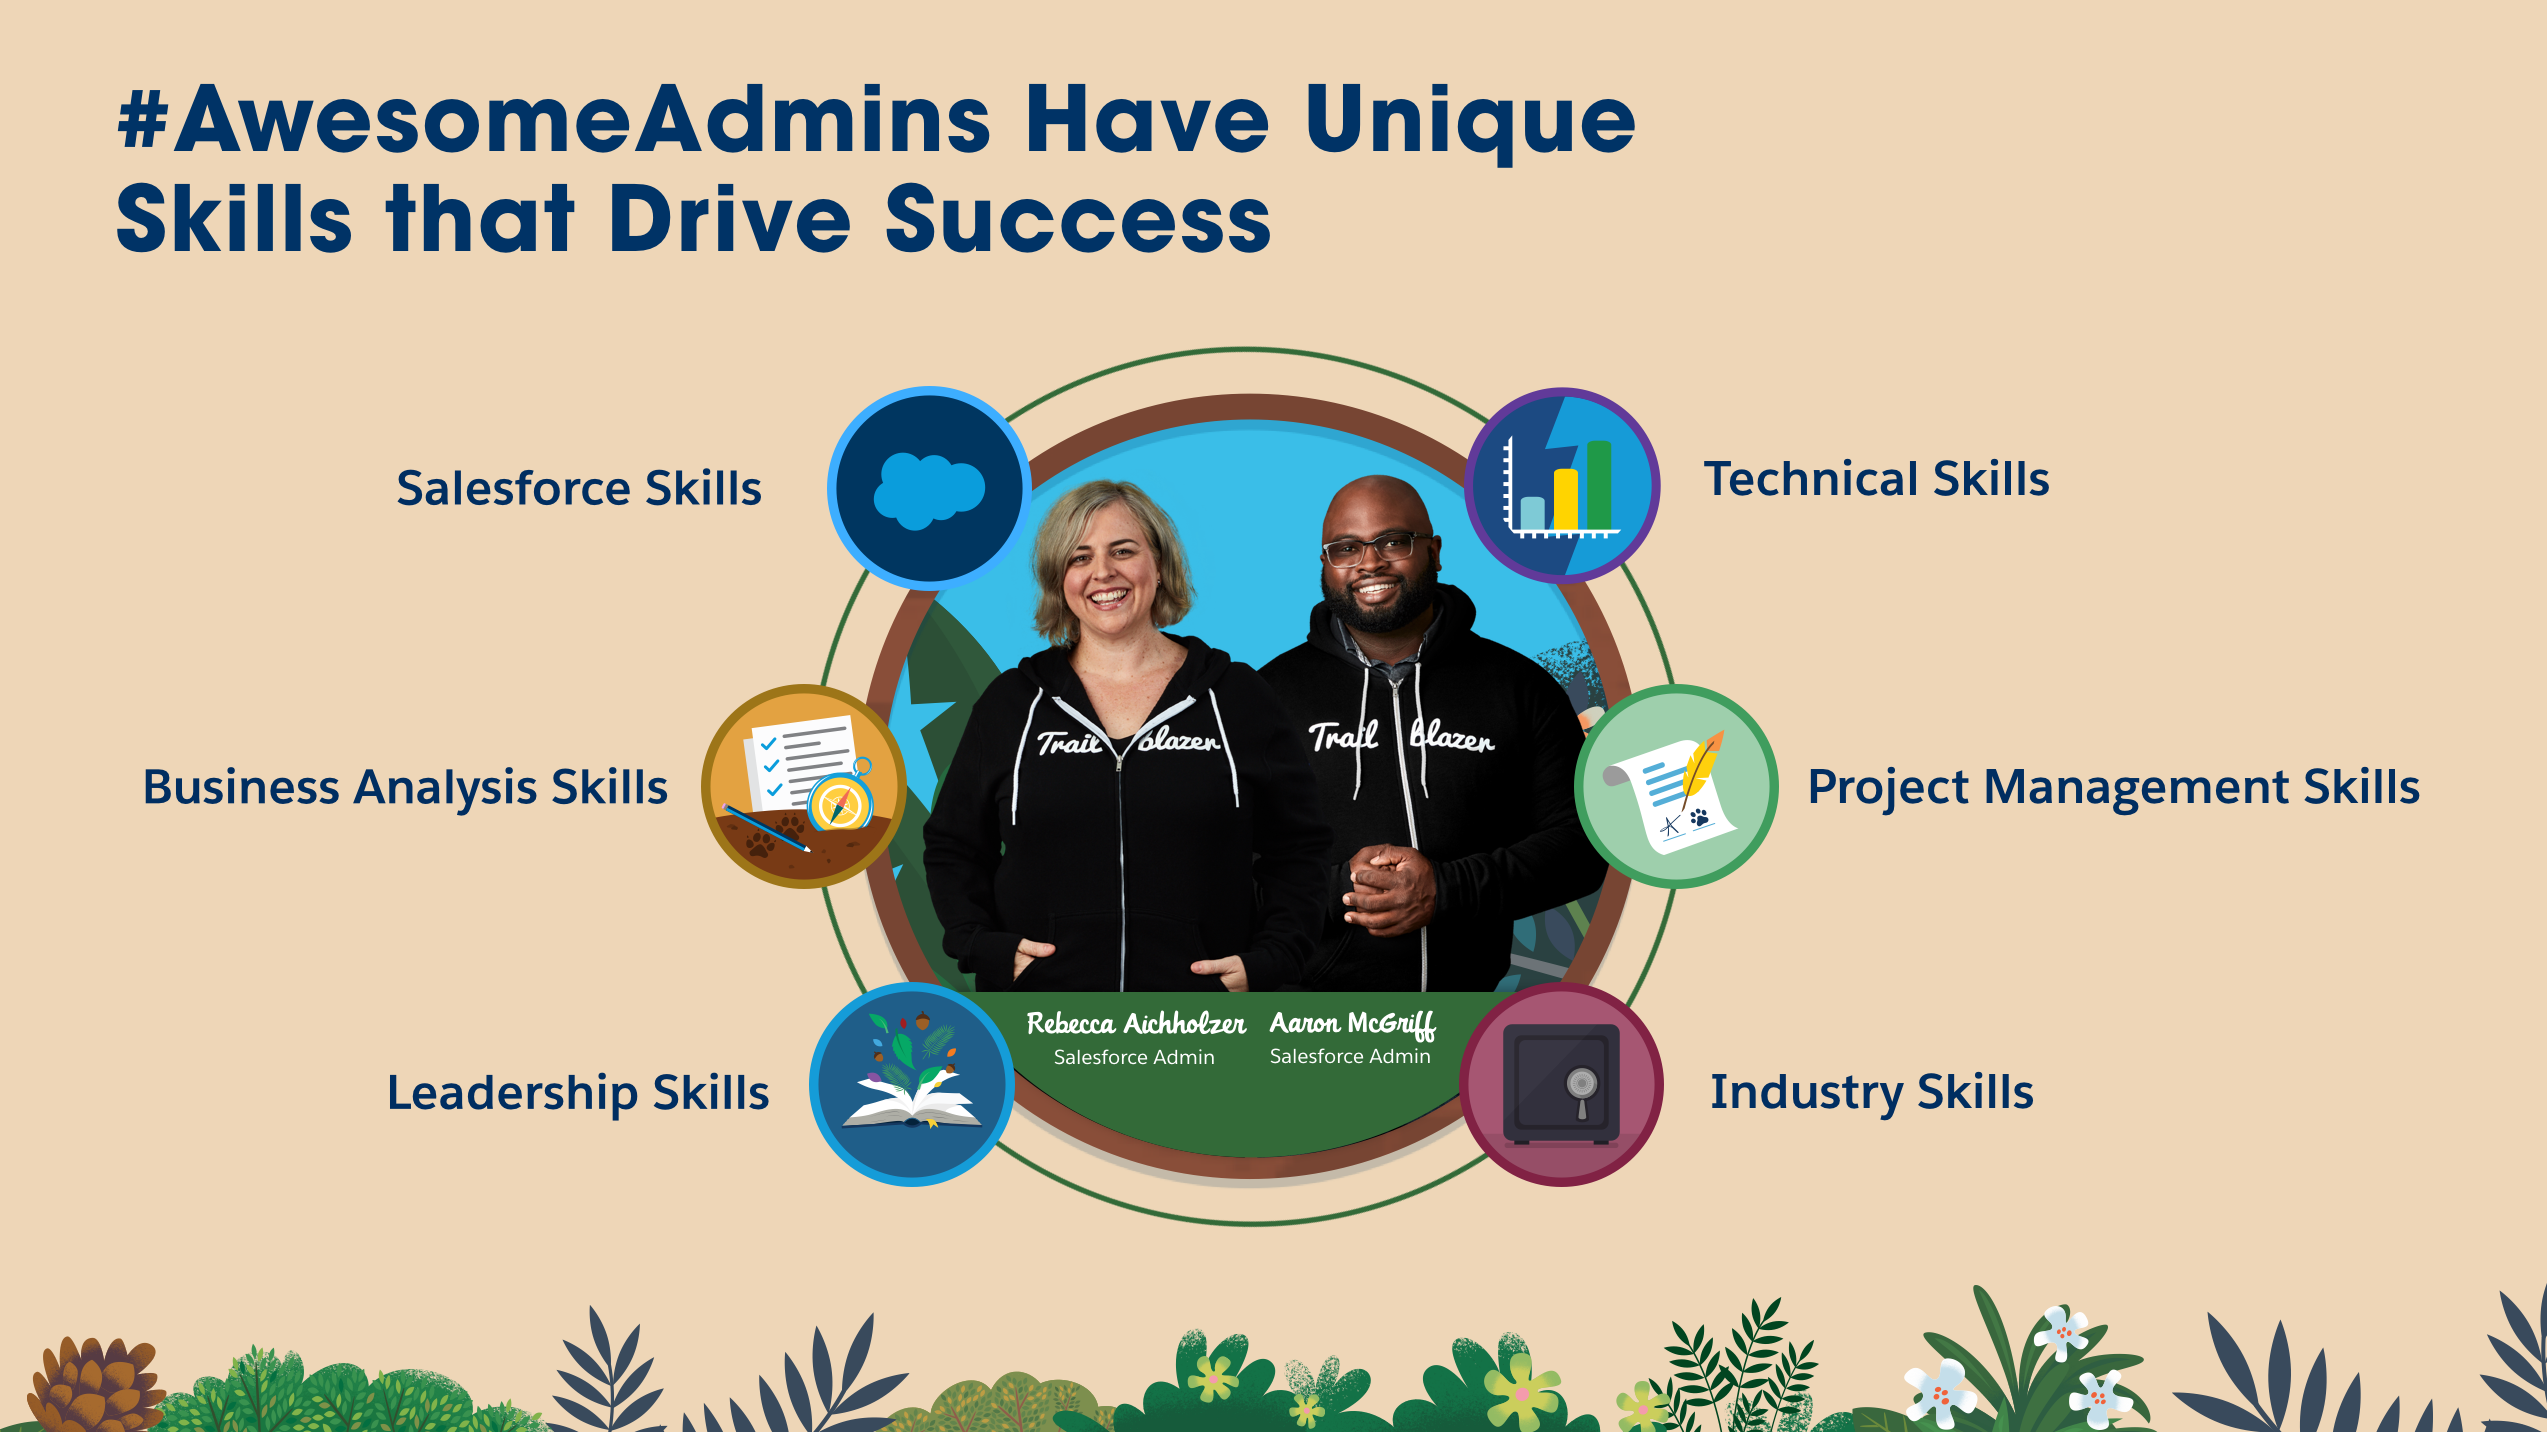 #AwesomeAdmins Have Unique
Skills that Drive Success
Salesforce Skills
Technical Skills
Trail blazer
Trail blazer
Business Analysis Skills
Project Management Skills
Rebecca Aichholzer
Salesforce Admin
Aaron McGriff
Salesforce Admin
Leadership Skills
Industry Skills